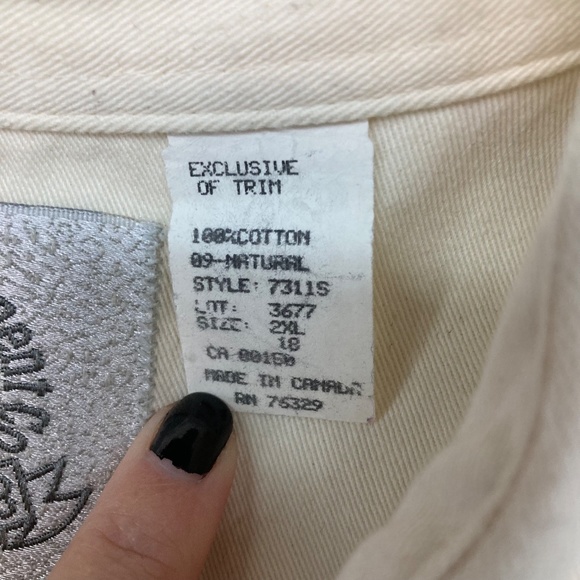 EXCLUSIVE
OF TRIM
100%COTTON
09-NATURAL
STYLE: 7311S
LOT: 3677
SIZE: 2XL
18
CA 00150
MADE IN CANADA
RN 76329